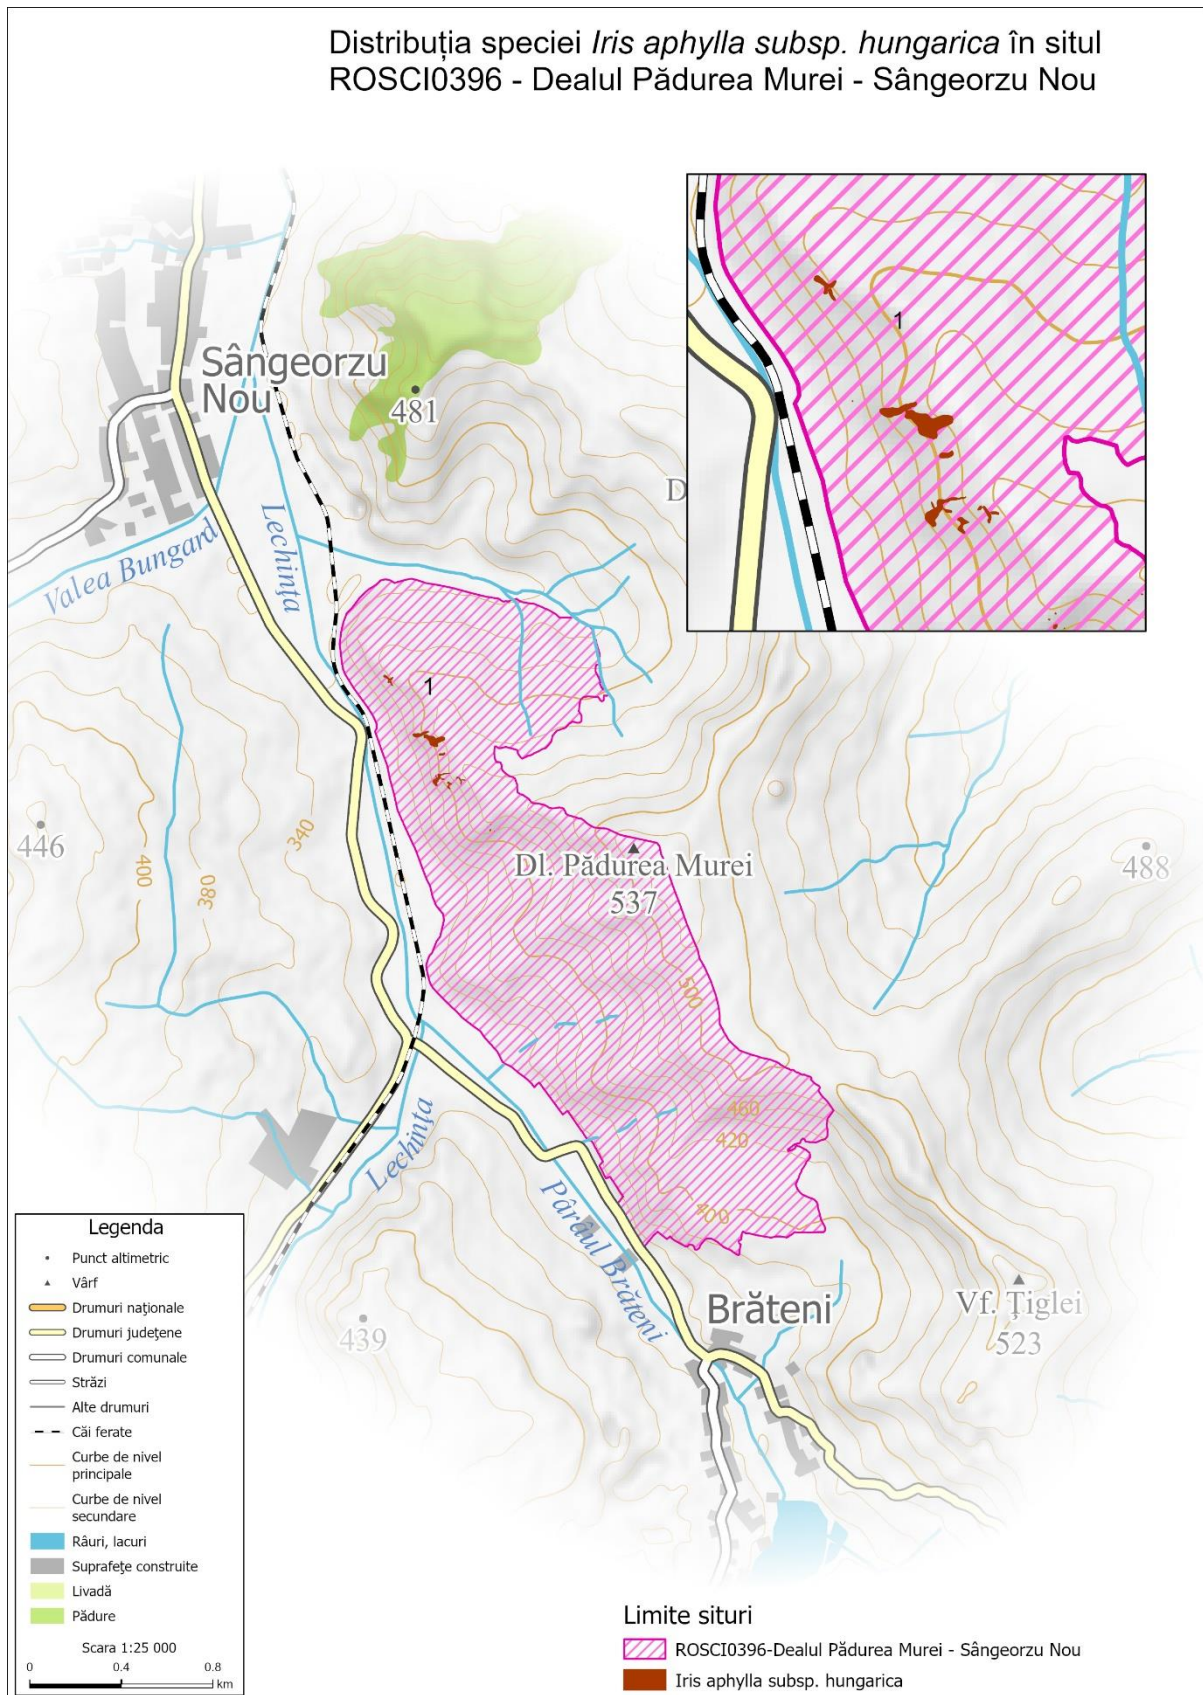 Distribuția speciei Iris aphylla subsp. hungarica în situl
ROSCI0396 - Dealul Pădurea Murei - Sângeorzu Nou
1
D
Sângeorzu
Nou
481
Valea Bungard
Lechința
1
446
400
380
340
Dl. Pădurea Murei
537
488
500
460
420
400
Lechința
Pârâul Brăteni
Brăteni
Vf. Țiglei
523
439
Legenda
Punct altimetric
Vârf
Drumuri naționale
Drumuri județene
Drumuri comunale
Străzi
Alte drumuri
Căi ferate
Curbe de nivel
principale
Curbe de nivel
secundare
Râuri, lacuri
Suprafețe construite
Livadă
Pădure
Scara 1:25 000
0 0.4 0.8
km
Limite situri
ROSCI0396-Dealul Pădurea Murei - Sângeorzu Nou
Iris aphylla subsp. hungarica